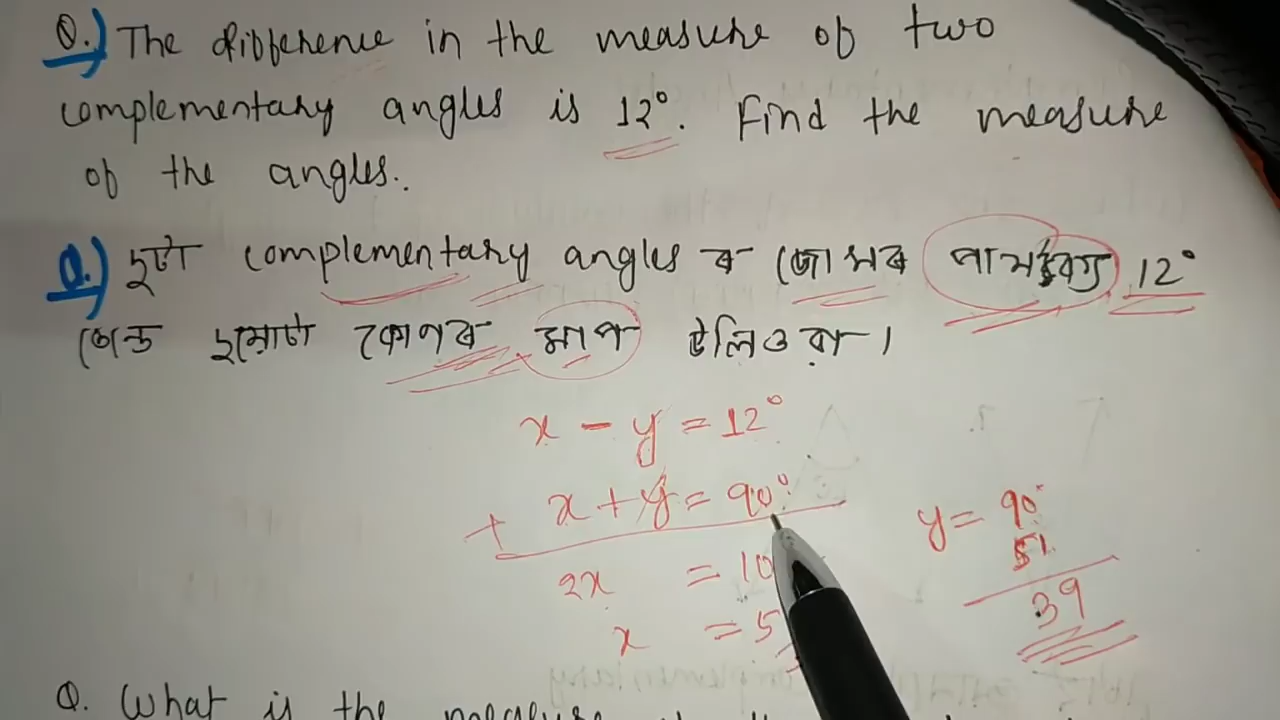 Q.) The difference in the measure of two
complementary angles is 12°. Find the measure
of the angles.
Q.) দুটা complementary angles ৰ জোখৰ পাৰ্থক্য 12°
তেন্তে দুয়োটা কোণৰ মাপ উলিওৱা।
x - y = 12°
+ x + y = 90°
2x = 10
x = 5
y = 90°
51
39
Q. What is the measure